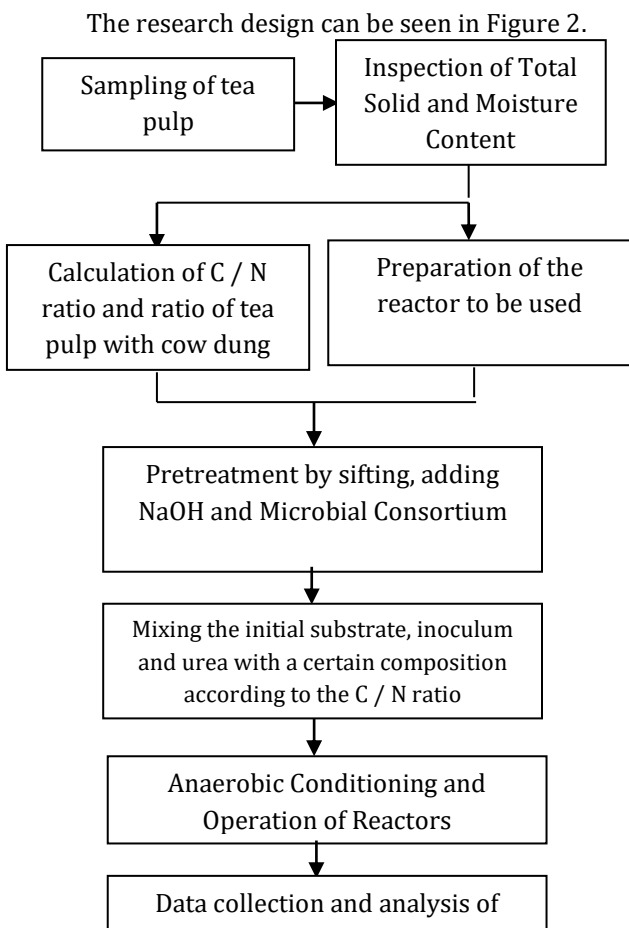 The research design can be seen in Figure 2.
Sampling of tea
pulp
Inspection of Total
Solid and Moisture
Content
Calculation of C / N
ratio and ratio of tea
pulp with cow dung
Preparation of the
reactor to be used
Pretreatment by sifting, adding
NaOH and Microbial Consortium
Mixing the initial substrate, inoculum
and urea with a certain composition
according to the C / N ratio
Anaerobic Conditioning and
Operation of Reactors
Data collection and analysis of